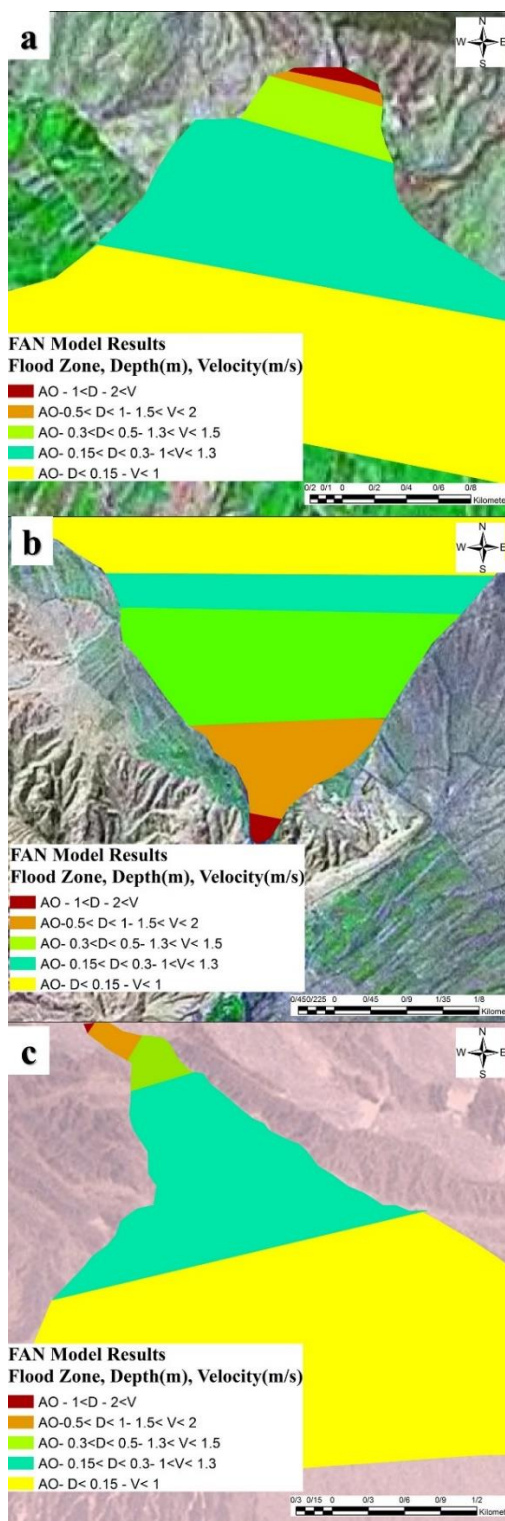 a
N
W E
S
FAN Model Results
Flood Zone, Depth(m), Velocity(m/s)
AO - 1<D - 2<V
AO-0.5< D< 1- 1.5< V< 2
AO- 0.3<D< 0.5- 1.3< V< 1.5
AO- 0.15< D< 0.3- 1<V< 1.3
AO- D< 0.15 - V< 1
0/2 0/1 0 0/2 0/4 0/6 0/8
Kilomete
b
N
W E
S
FAN Model Results
Flood Zone, Depth(m), Velocity(m/s)
AO - 1<D - 2<V
AO-0.5< D< 1- 1.5< V< 2
AO- 0.3<D< 0.5- 1.3< V< 1.5
AO- 0.15< D< 0.3- 1<V< 1.3
AO- D< 0.15 - V< 1
0/450/225 0 0/45 0/9 1/35 1/8
Kilomet
c
N
W E
S
FAN Model Results
Flood Zone, Depth(m), Velocity(m/s)
AO - 1<D - 2<V
AO-0.5< D< 1- 1.5< V< 2
AO- 0.3<D< 0.5- 1.3< V< 1.5
AO- 0.15< D< 0.3- 1<V< 1.3
AO- D< 0.15 - V< 1
0/3 0/15 0 0/3 0/6 0/9 1/2
Kilomet